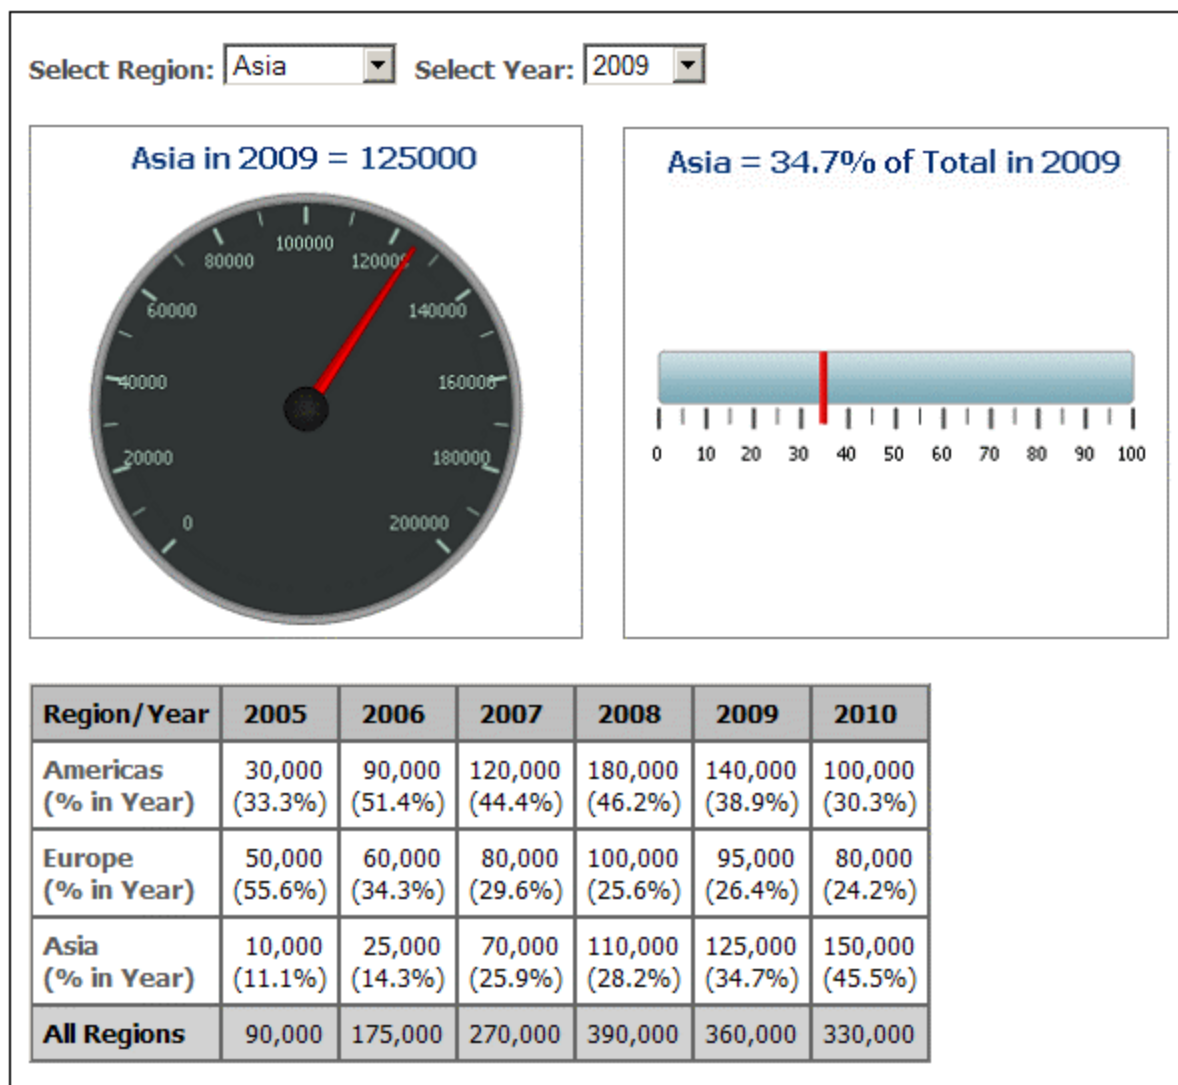 Select Region: Asia Select Year: 2009
Asia in 2009 = 125000
100000
80000
120000
60000
140000
40000
160000
20000
180000
0
200000
Asia = 34.7% of Total in 2009
0 10 20 30 40 50 60 70 80 90 100
Region/Year 2005 2006 2007 2008 2009 2010
Americas 30,000 90,000 120,000 180,000 140,000 100,000
(% in Year) (33.3%) (51.4%) (44.4%) (46.2%) (38.9%) (30.3%)
Europe 50,000 60,000 80,000 100,000 95,000 80,000
(% in Year) (55.6%) (34.3%) (29.6%) (25.6%) (26.4%) (24.2%)
Asia 10,000 25,000 70,000 110,000 125,000 150,000
(% in Year) (11.1%) (14.3%) (25.9%) (28.2%) (34.7%) (45.5%)
All Regions 90,000 175,000 270,000 390,000 360,000 330,000